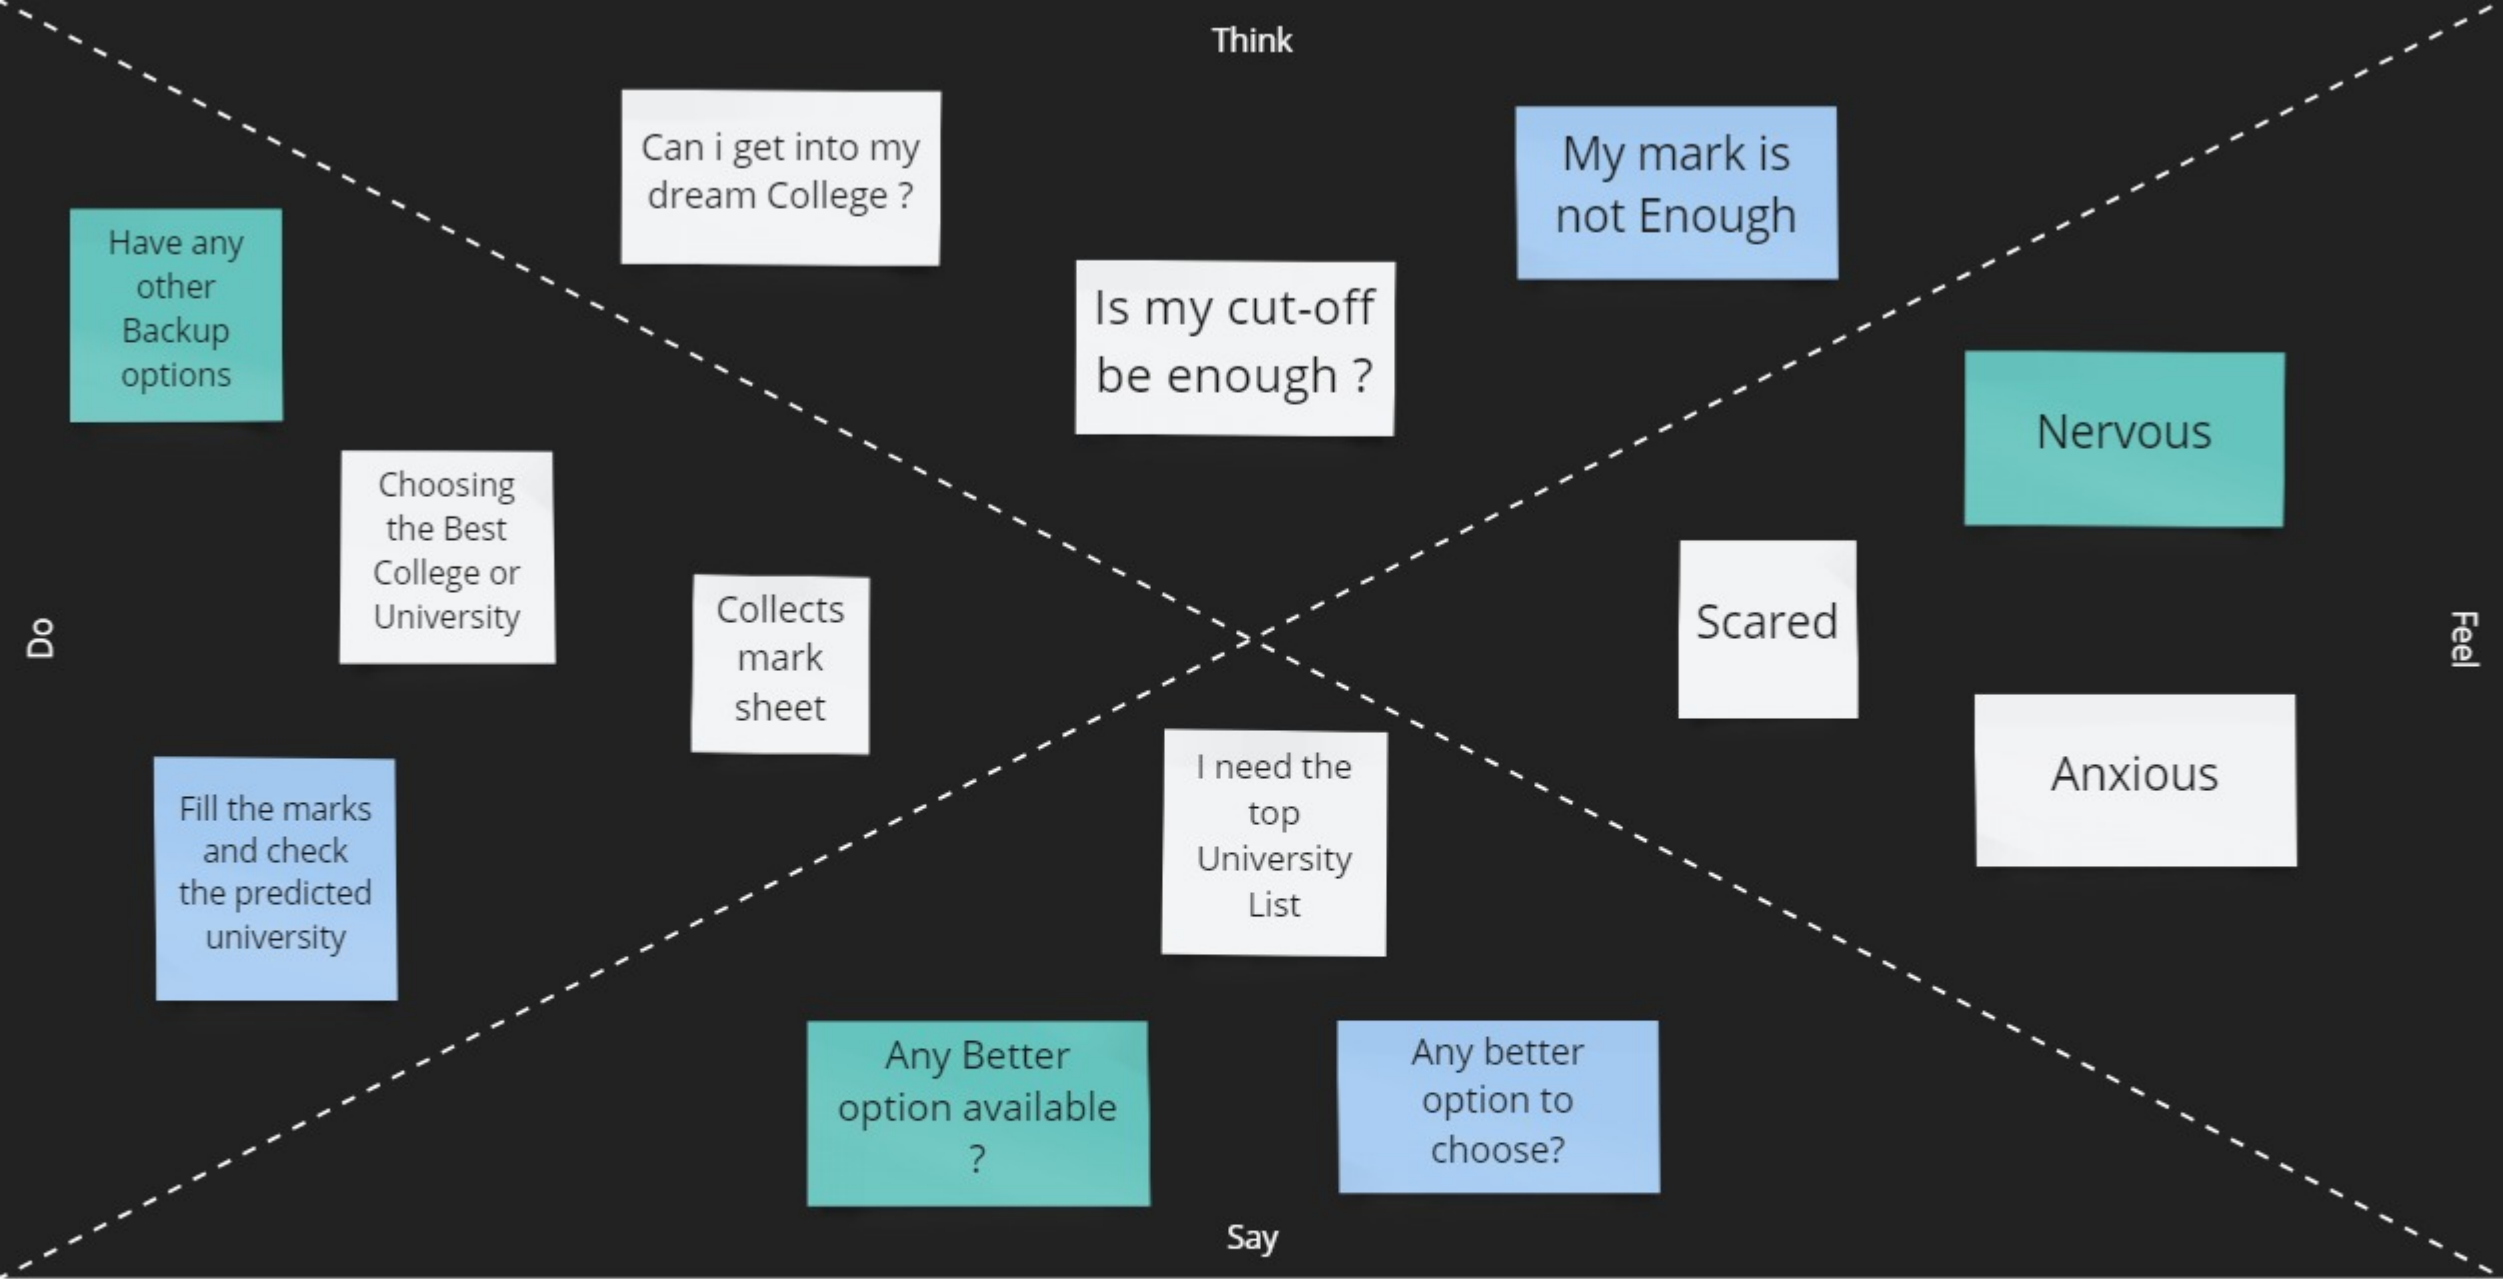 Think
Can i get into my
dream College ?
My mark is
not Enough
Is my cut-off
be enough ?
Have any
other
Backup
options
Choosing
the Best
College or
University
Collects
mark
sheet
Fill the marks
and check
the predicted
university
Do
Nervous
Scared
Anxious
Feel
I need the
top
University
List
Any Better
option available
?
Any better
option to
choose?
Say